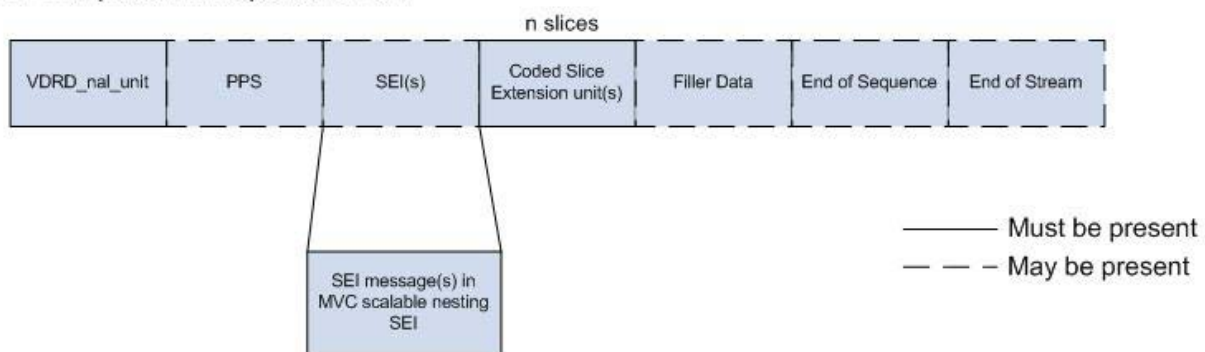 n slices
VDRD_nal_unit
PPS
SEI(s)
Coded Slice
Extension unit(s)
Filler Data
End of Sequence
End of Stream
SEI message(s) in
MVC scalable nesting
SEI
Must be present
May be present